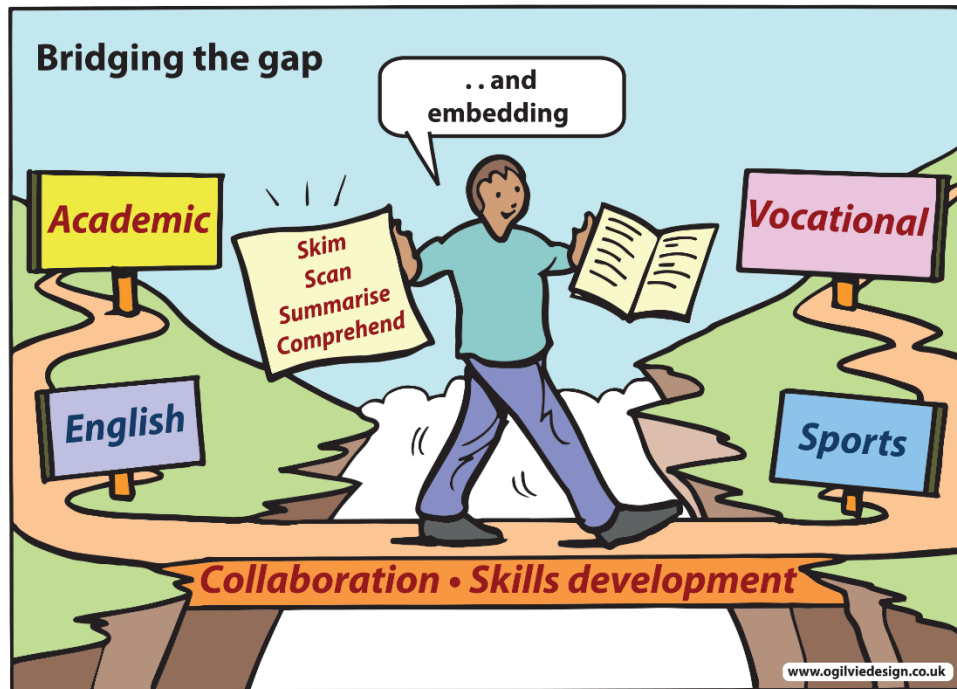 Bridging the gap
. . and
embedding
Academic
Skim
Scan
Summarise
Comprehend
Vocational
English
Sports
Collaboration • Skills development
www.ogilviedesign.co.uk